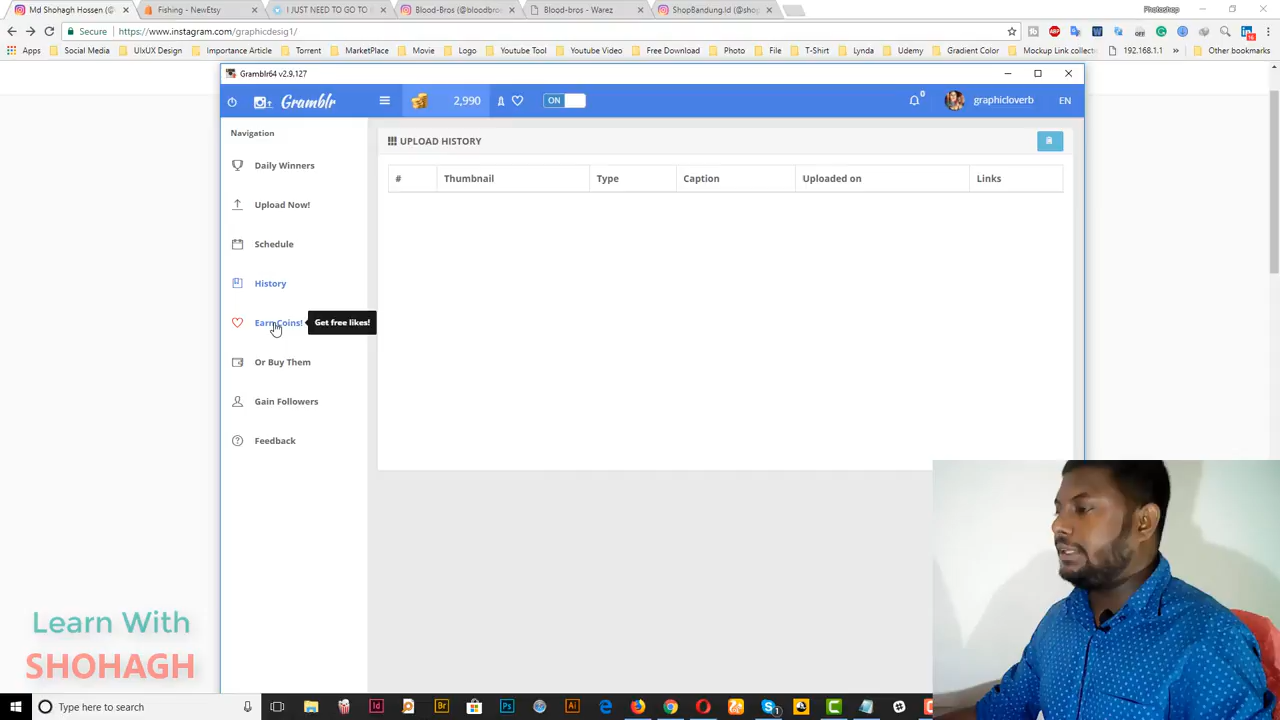 Md Shohagh Hossen (@
Fishing - NewEtsy
I JUST NEED TO GO TO
Blood-Bros (@bloodbro
Blood-bros - Warez
ShopBandung.Id (@shop
Photoshop
Secure
https://www.instagram.com/graphicdesig1/
Apps
Social Media
UIxUX Design
Importance Article
Torrent
MarketPlace
Movie
Logo
Youtube Tool
Youtube Video
Free Download
Photo
File
T-Shirt
Lynda
Udemy
Gradient Color
Mockup Link collect
192.168.1.1
»
Other bookmarks
Gramblr64 v2.9.127
Gramblr
2,990
ON
0
graphicloverb
EN
Navigation
Daily Winners
Upload Now!
Schedule
History
Earn Coins!
Get free likes!
Or Buy Them
Gain Followers
Feedback
UPLOAD HISTORY
# Thumbnail Type Caption Uploaded on Links
Learn With
SHOHAGH
Type here to search